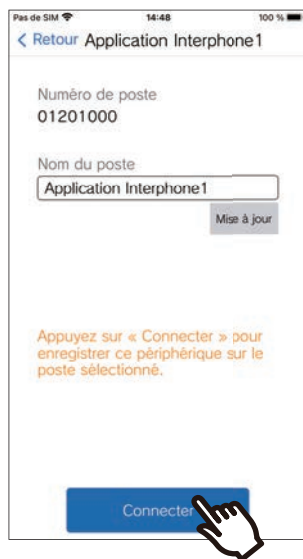 Pas de SIM 14:48 100 %
< Retour Application Interphone1
Numéro de poste
01201000
Nom du poste
Application Interphone1
Mise à jour
Appuyez sur « Connecter » pour
enregistrer ce périphérique sur le
poste sélectionné.
Connecter